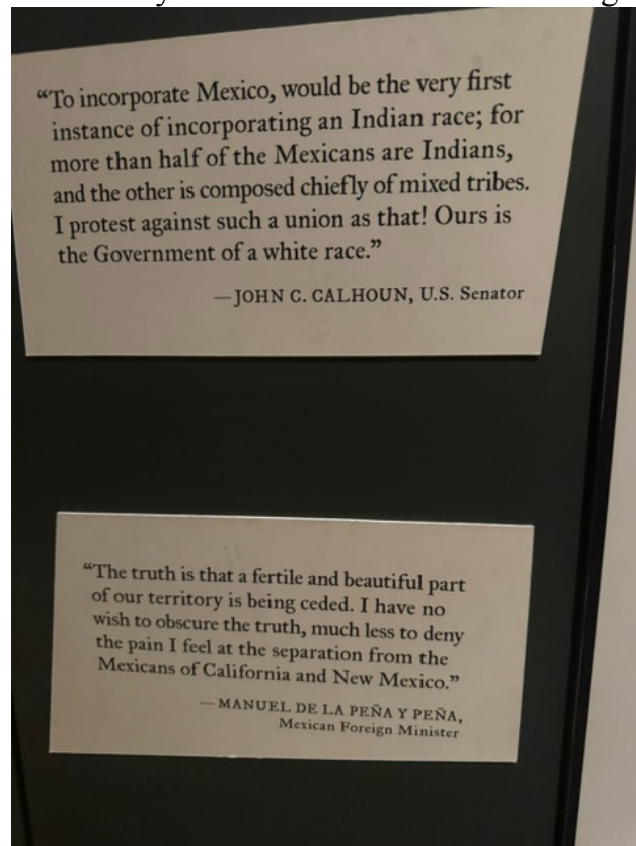 “To incorporate Mexico, would be the very first
instance of incorporating an Indian race; for
more than half of the Mexicans are Indians,
and the other is composed chiefly of mixed tribes.
I protest against such a union as that! Ours is
the Government of a white race.”
—JOHN C. CALHOUN, U.S. Senator
“The truth is that a fertile and beautiful part
of our territory is being ceded. I have no
wish to obscure the truth, much less to deny
the pain I feel at the separation from the
Mexicans of California and New Mexico.”
—MANUEL DE LA PEÑA Y PEÑA,
Mexican Foreign Minister